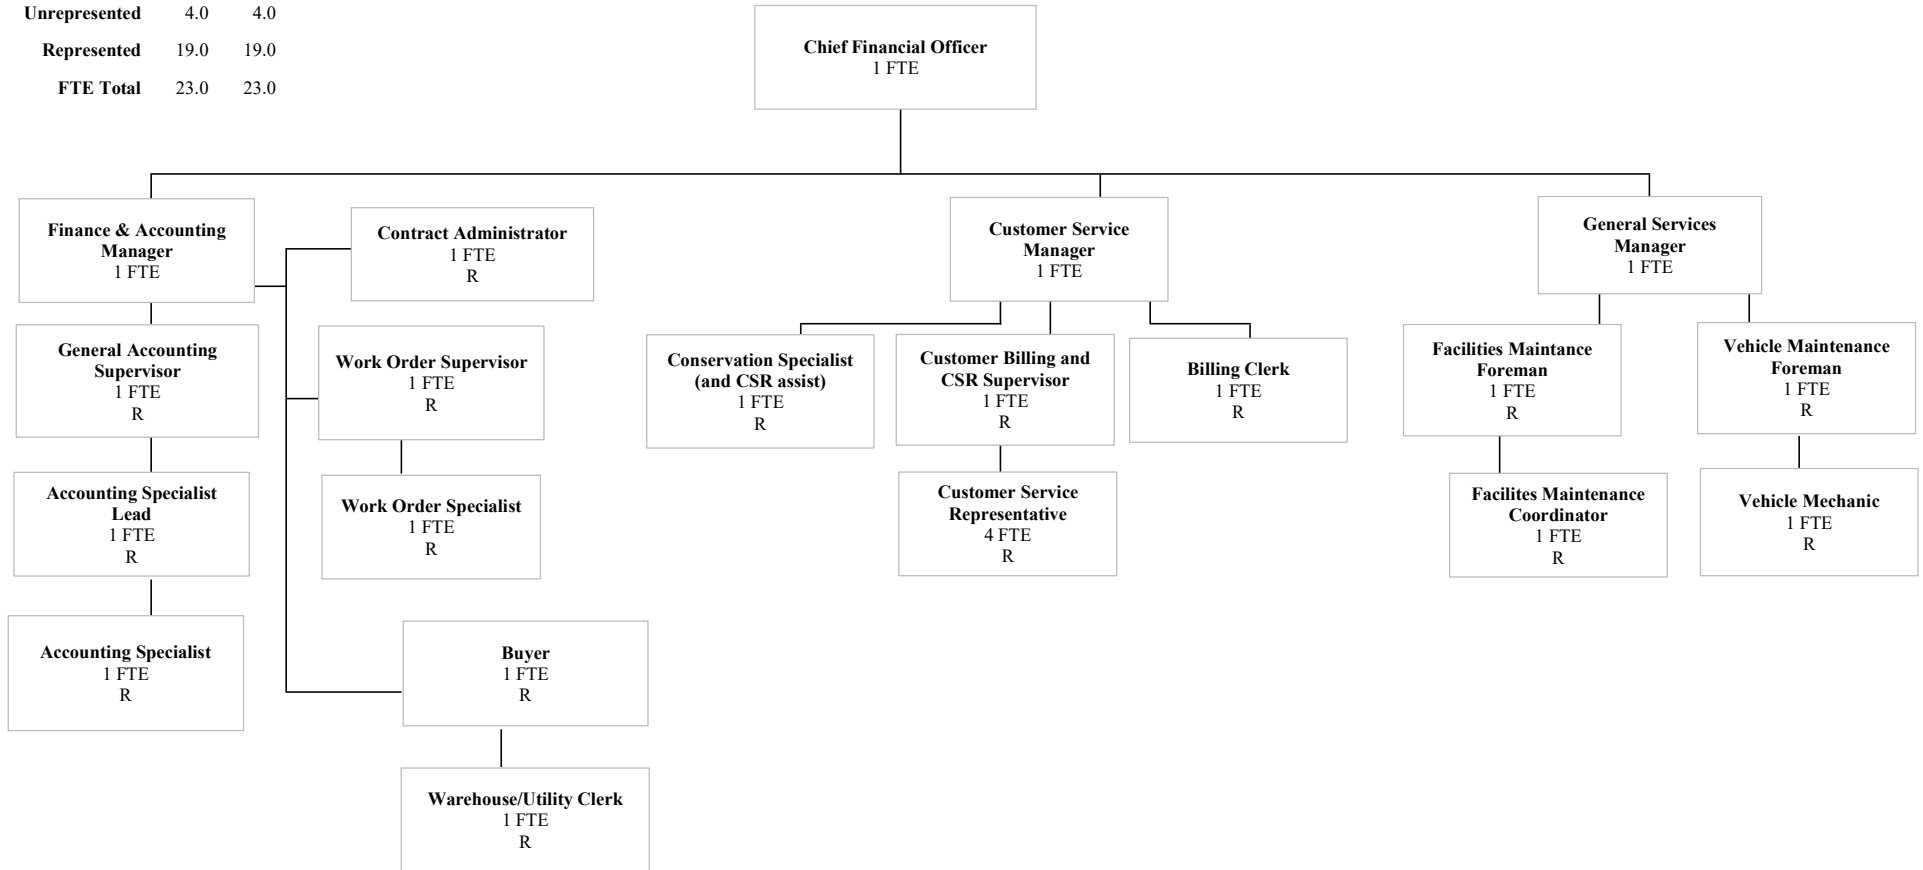 Unrepresented 4.0 4.0
Represented 19.0 19.0
FTE Total 23.0 23.0
Chief Financial Officer
1 FTE
Finance & Accounting
Manager
1 FTE
Contract Administrator
1 FTE
R
Customer Service
Manager
1 FTE
General Services
Manager
1 FTE
General Accounting
Supervisor
1 FTE
R
Work Order Supervisor
1 FTE
R
Conservation Specialist
(and CSR assist)
1 FTE
R
Customer Billing and
CSR Supervisor
1 FTE
R
Billing Clerk
1 FTE
R
Facilities Maintance
Foreman
1 FTE
R
Vehicle Maintenance
Foreman
1 FTE
R
Accounting Specialist
Lead
1 FTE
R
Work Order Specialist
1 FTE
R
Customer Service
Representative
4 FTE
R
Facilites Maintenance
Coordinator
1 FTE
R
Vehicle Mechanic
1 FTE
R
Accounting Specialist
1 FTE
R
Buyer
1 FTE
R
Warehouse/Utility Clerk
1 FTE
R